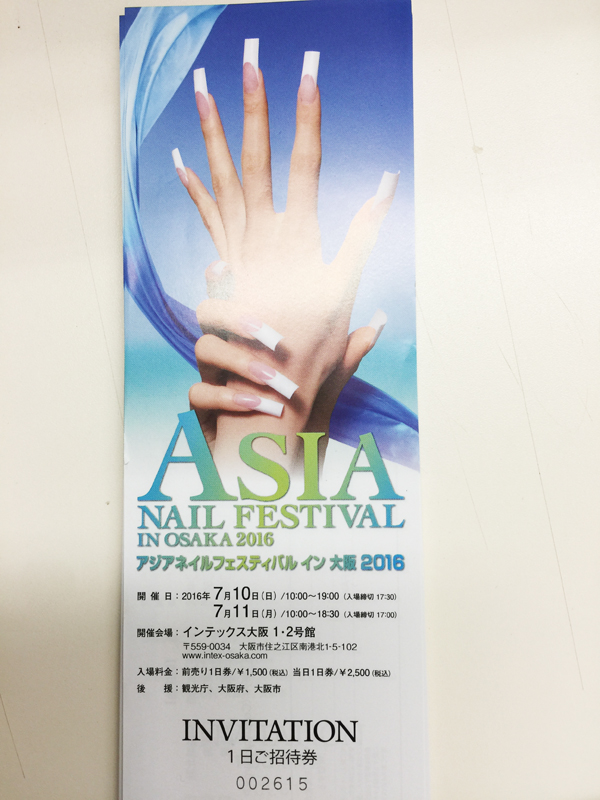 ASIA
NAIL FESTIVAL
IN OSAKA 2016
アジアネイルフェスティバル イン 大阪 2016
開 催 日：2016年 7月10日（日）/10:00〜19:00（入場締切 17:30）
7月11日（月）/10:00〜18:30（入場締切 17:00）
開催会場：インテックス大阪 1・2号館
〒559-0034 大阪市住之江区南港北1-5-102
www.intex-osaka.com
入場料金：前売り1日券/￥1,500（税込） 当日1日券/￥2,500（税込）
後　援：観光庁、大阪府、大阪市
INVITATION
1日ご招待券
002615